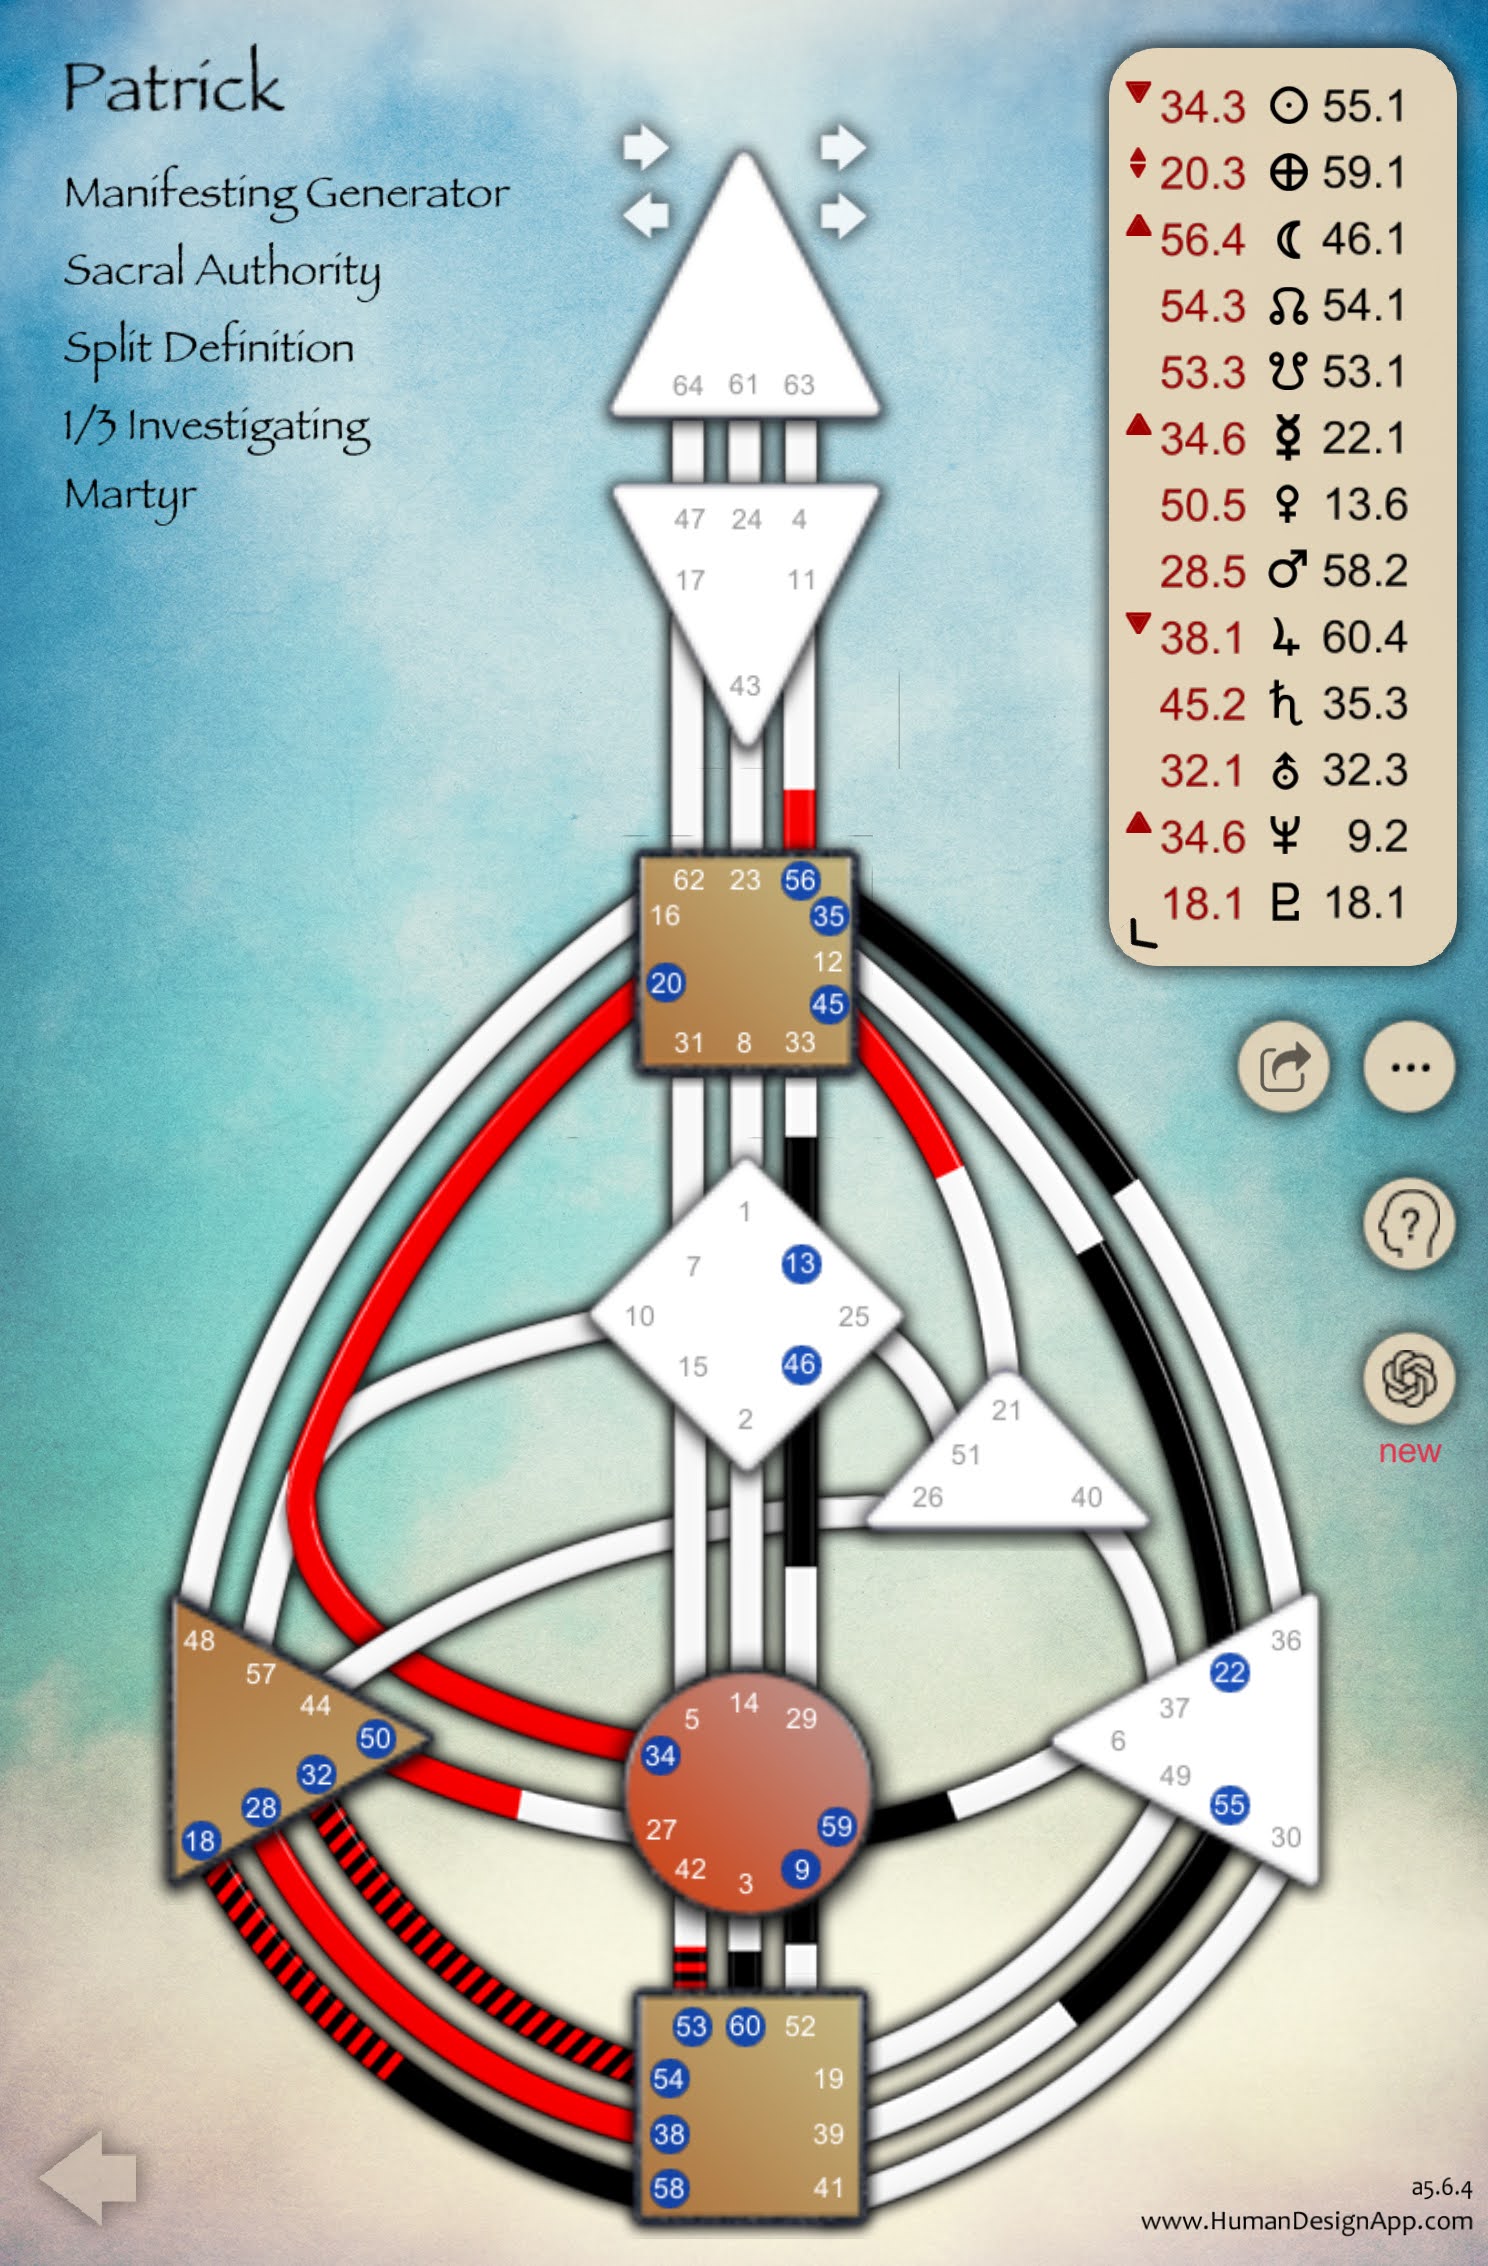 Patrick
Manifesting Generator
Sacral Authority
Split Definition
1/3 Investigating
Martyr
34.3 ☉ 55.1
20.3 ⊕ 59.1
56.4 ☾ 46.1
54.3 ☊ 54.1
53.3 ☋ 53.1
34.6 ☿ 22.1
50.5 ♀ 13.6
28.5 ♂ 58.2
38.1 ♃ 60.4
45.2 ♄ 35.3
32.1 ⛢ 32.3
34.6 ♆ 9.2
18.1 ♇ 18.1
64 61 63
47 24 4
17 11
43
62 23 56
16 35
12
20 45
31 8 33
1
7 13
10 25
15 46
2
21
51
26 40
48
57
44
50
32
28
18
5 14 29
34
27 59
42 3 9
36
22
37
6
49
55
30
53 60 52
54 19
38 39
58 41
new
a5.6.4
www.HumanDesignApp.com